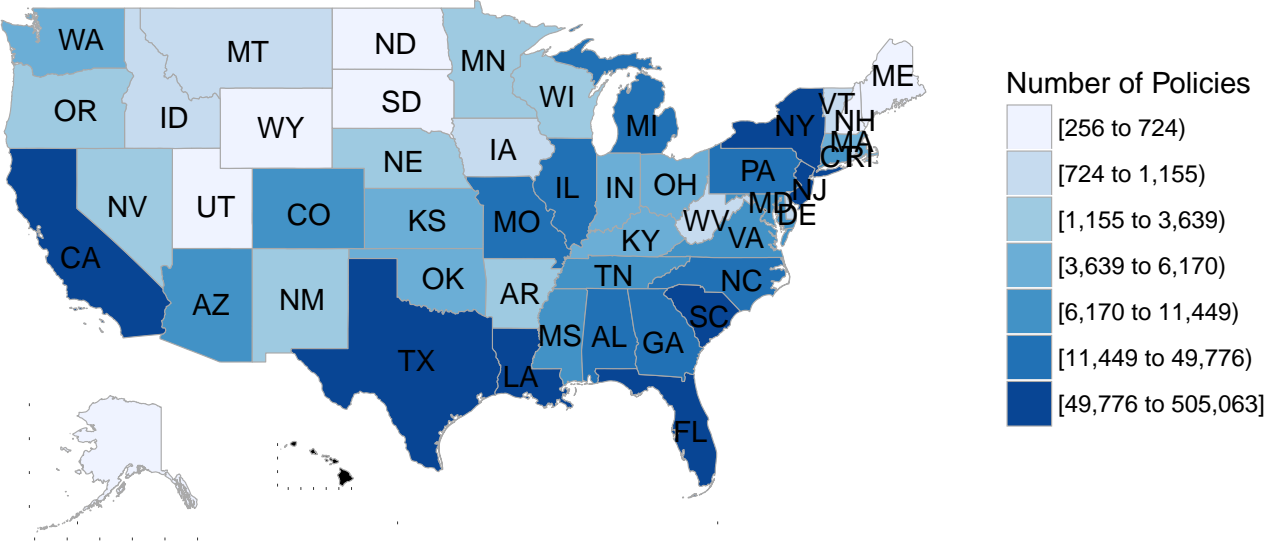 WA
MT
ND
MN
ME
OR
ID
SD
WI
VT
NH
WY
MI
NY
MA
IA
CT
RI
NE
PA
NV
UT
CO
KS
MO
IL
IN
OH
NJ
MD
DE
WV
VA
KY
CA
AZ
NM
OK
AR
TN
NC
SC
TX
LA
MS
AL
GA
FL
Number of Policies
[256 to 724)
[724 to 1,155)
[1,155 to 3,639)
[3,639 to 6,170)
[6,170 to 11,449)
[11,449 to 49,776)
[49,776 to 505,063]